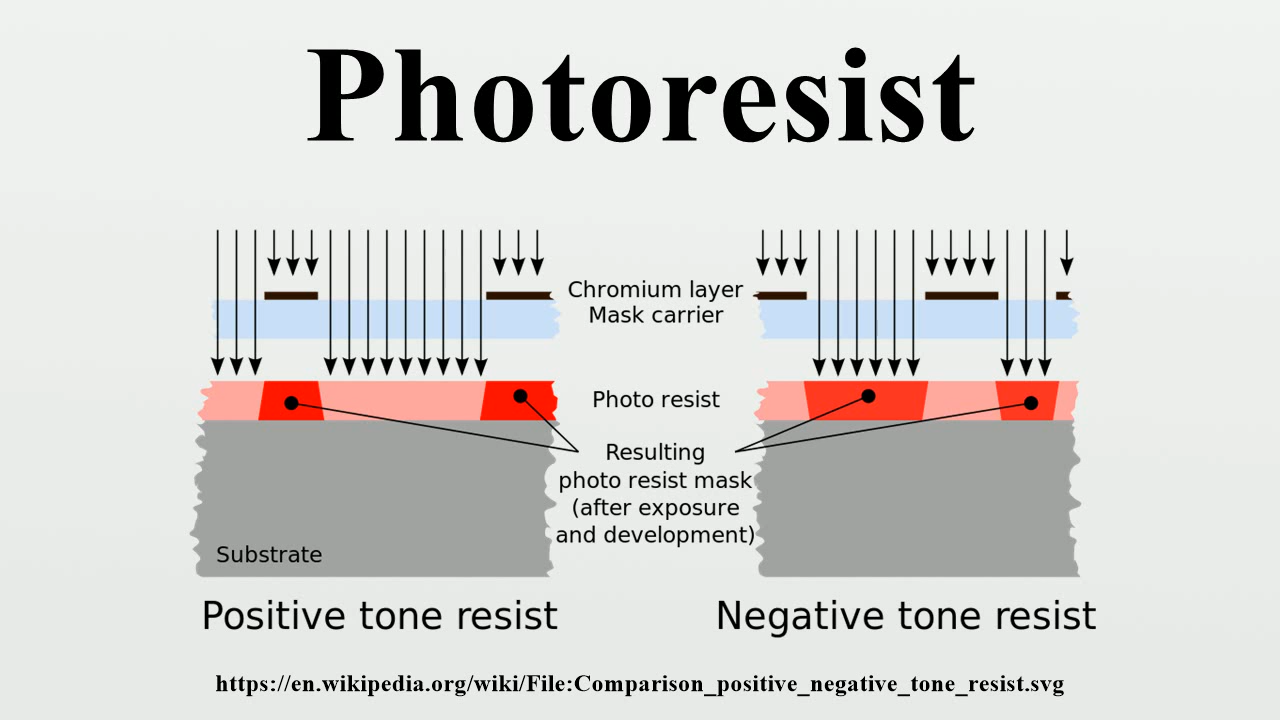 Photoresist
Chromium layer
Mask carrier
Photo resist
Resulting
photo resist mask
(after exposure
and development)
Substrate
Positive tone resist
Negative tone resist
https://en.wikipedia.org/wiki/File:Comparison_positive_negative_tone_resist.svg